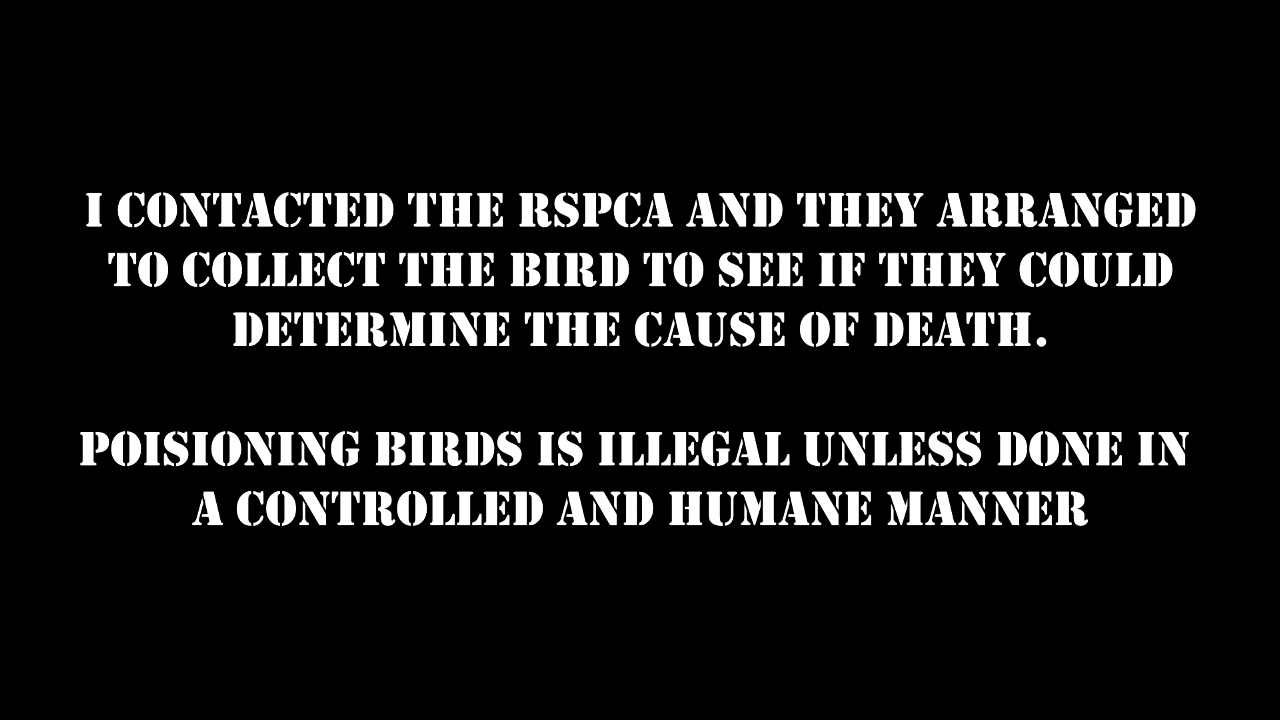 I CONTACTED THE RSPCA AND THEY ARRANGED
TO COLLECT THE BIRD TO SEE IF THEY COULD
DETERMINE THE CAUSE OF DEATH.
POISIONING BIRDS IS ILLEGAL UNLESS DONE IN
A CONTROLLED AND HUMANE MANNER